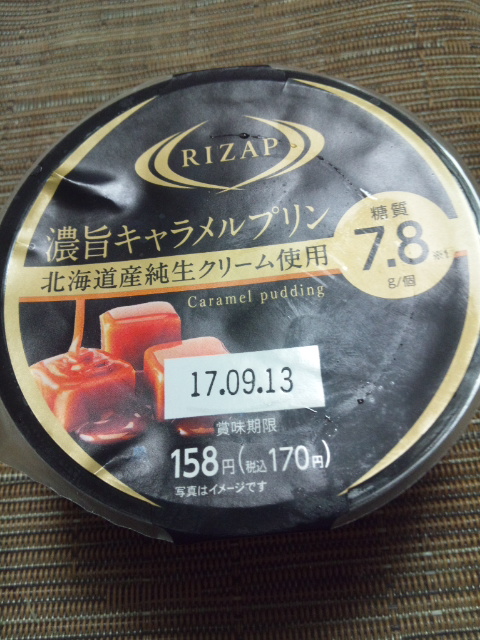 RIZAP
濃旨キャラメルプリン
北海道産純生クリーム使用
Caramel pudding
糖質
7.8
g/個
17.09.13
賞味期限
158円(税込170円)
写真はイメージです